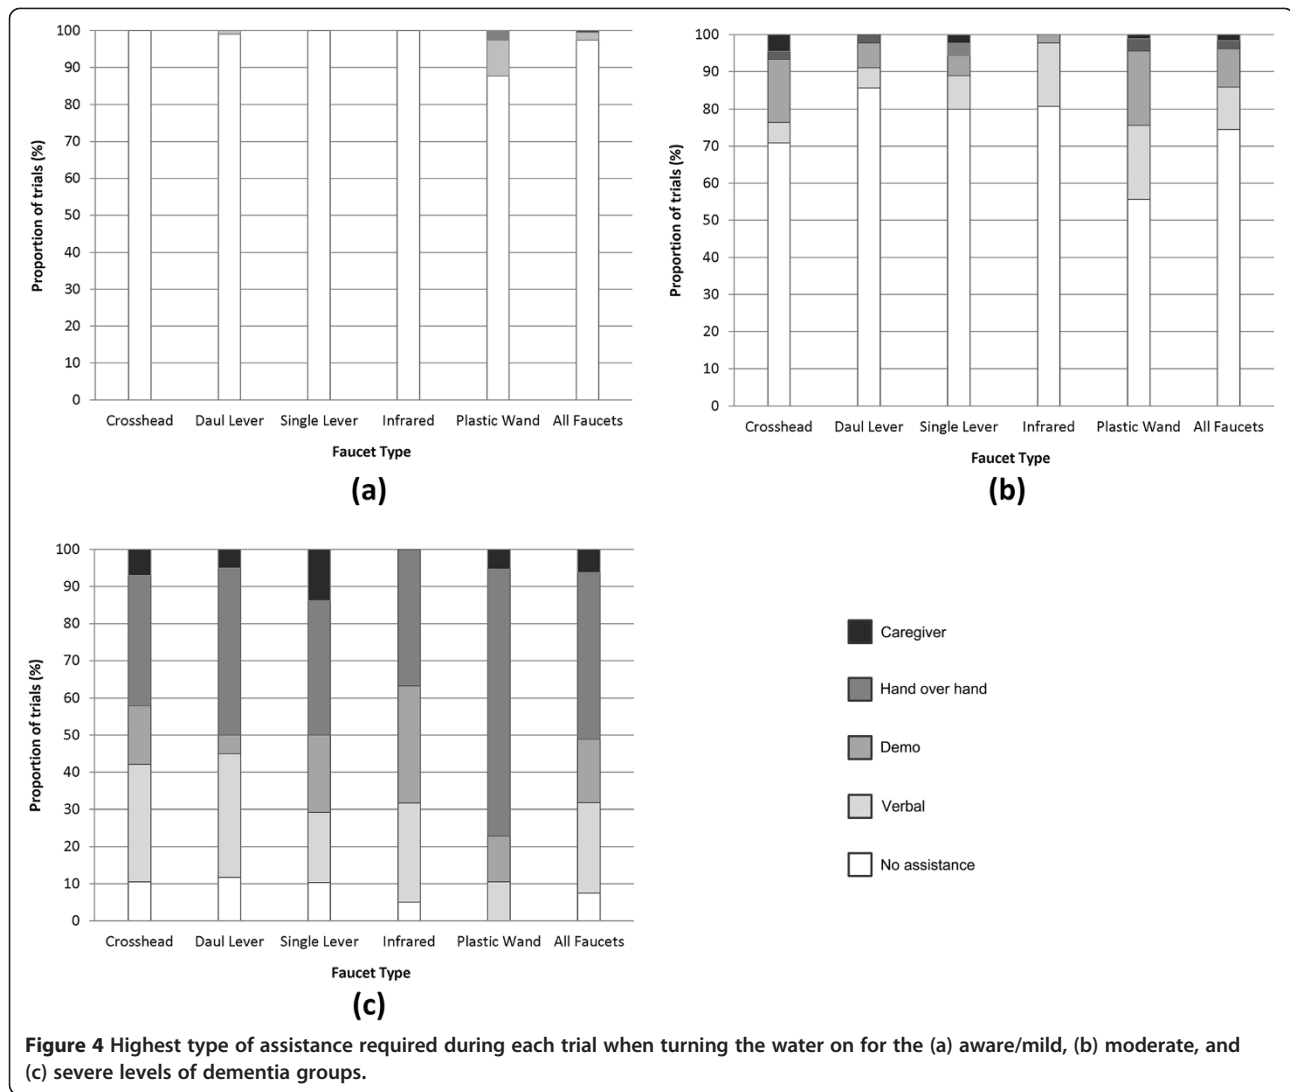 100
90
80
70
60
50
40
30
20
10
0
Proportion of trials (%)
Crosshead Daul Lever Single Lever Infrared Plastic Wand All Faucets
Faucet Type
(a)
100
90
80
70
60
50
40
30
20
10
0
Proportion of trials (%)
Crosshead Daul Lever Single Lever Infrared Plastic Wand All Faucets
Faucet Type
(b)
100
90
80
70
60
50
40
30
20
10
0
Proportion of trials (%)
Crosshead Daul Lever Single Lever Infrared Plastic Wand All Faucets
Faucet Type
(c)
Caregiver
Hand over hand
Demo
Verbal
No assistance
Figure 4 Highest type of assistance required during each trial when turning the water on for the (a) aware/mild, (b) moderate, and
(c) severe levels of dementia groups.